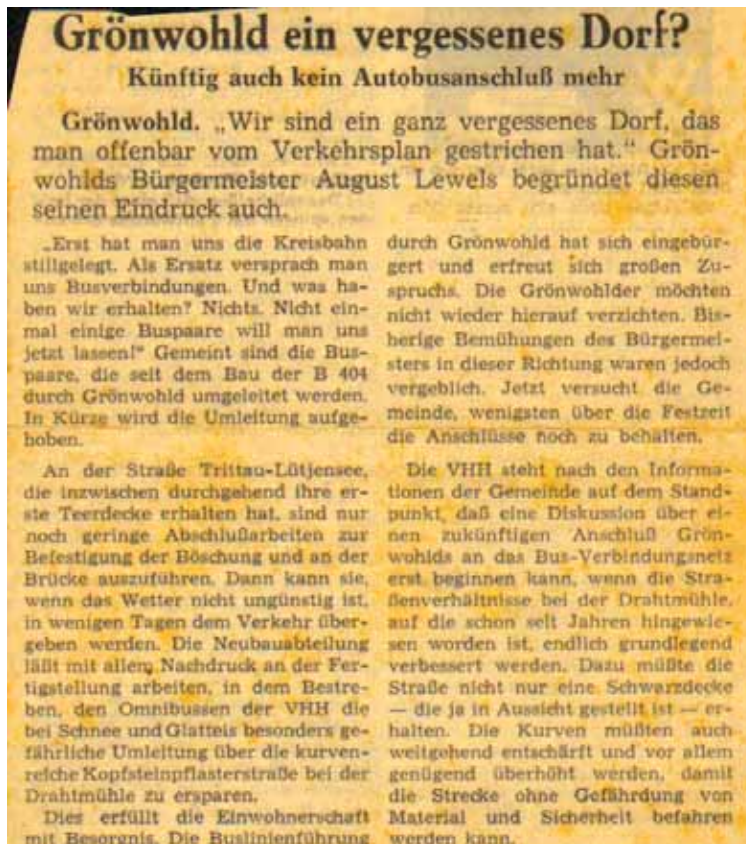 Grönwohld ein vergessenes Dorf?
Künftig auch kein Autobusanschluß mehr
Grönwohld. „Wir sind ein ganz vergessenes Dorf, das
man offenbar vom Verkehrsplan gestrichen hat.“ Grön-
wohlds Bürgermeister August Lewels begründet diesen
seinen Eindruck auch.
„Erst hat man uns die Kreisbahn
stillgelegt. Als Ersatz versprach man
uns Busverbindungen. Und was ha-
ben wir erhalten? Nichts. Nicht ein-
mal einige Buspaare will man uns
jetzt lassen!“ Gemeint sind die Bus-
paare, die seit dem Bau der B 404
durch Grönwohld umgeleitet werden.
In Kürze wird die Umleitung aufge-
hoben.
An der Straße Trittau-Lütjensee,
die inzwischen durchgehend ihre er-
ste Teerdecke erhalten hat, sind nur
noch geringe Abschlußarbeiten zur
Befestigung der Böschung und an der
Brücke auszuführen. Dann kann sie,
wenn das Wetter nicht ungünstig ist,
in wenigen Tagen dem Verkehr über-
geben werden. Die Neubauabteilung
läßt mit allem Nachdruck an der Fer-
tigstellung arbeiten, in dem Bestre-
ben, den Omnibussen der VHH die
bei Schnee und Glatteis besonders ge-
fährliche Umleitung über die kurven-
reiche Kopfsteinpflasterstraße bei der
Drahtmühle zu ersparen.
Dies erfüllt die Einwohnerschaft
mit Besorgnis. Die Buslinienführung
durch Grönwohld hat sich eingebür-
gert und erfreut sich großen Zu-
spruchs. Die Grönwohlder möchten
nicht wieder hierauf verzichten. Bis-
herige Bemühungen des Bürgermei-
sters in dieser Richtung waren jedoch
vergeblich. Jetzt versucht die Ge-
meinde, wenigsten über die Festzeit
die Anschlüsse noch zu behalten.
Die VHH steht nach den Informa-
tionen der Gemeinde auf dem Stand-
punkt, daß eine Diskussion über ei-
nen zukünftigen Anschluß Grön-
wohlds an das Bus-Verbindungsnetz
erst beginnen kann, wenn die Stra-
ßenverhältnisse bei der Drahtmühle,
auf die schon seit Jahren hingewie-
sen worden ist, endlich grundlegend
verbessert werden. Dazu müßte die
Straße nicht nur eine Schwarzdecke
— die ja in Aussicht gestellt ist — er-
halten. Die Kurven müßten auch
weitgehend entschärft und vor allem
genügend überhöht werden, damit
die Strecke ohne Gefährdung von
Material und Sicherheit befahren
werden kann.